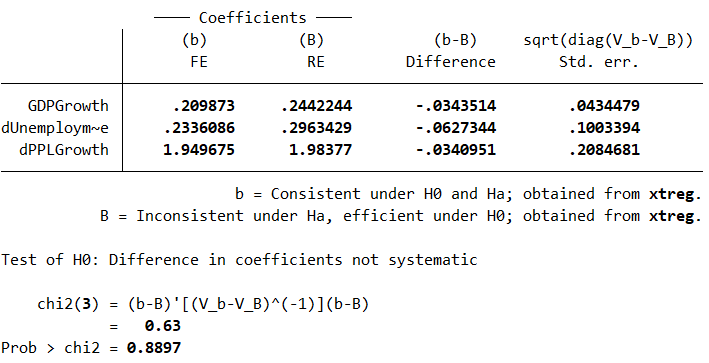 Coefficients
(b) (B) (b-B) sqrt(diag(V_b-V_B))
FE RE Difference Std. err.
GDPGrowth .209873 .2442244 -.0343514 .0434479
dUnemploym~e .2336086 .2963429 -.0627344 .1003394
dPPLGrowth 1.949675 1.98377 -.0340951 .2084681
b = Consistent under H0 and Ha; obtained from xtreg.
B = Inconsistent under Ha, efficient under H0; obtained from xtreg.
Test of H0: Difference in coefficients not systematic
chi2(3) = (b-B)'[(V_b-V_B)^(-1)](b-B)
= 0.63
Prob > chi2 = 0.8897